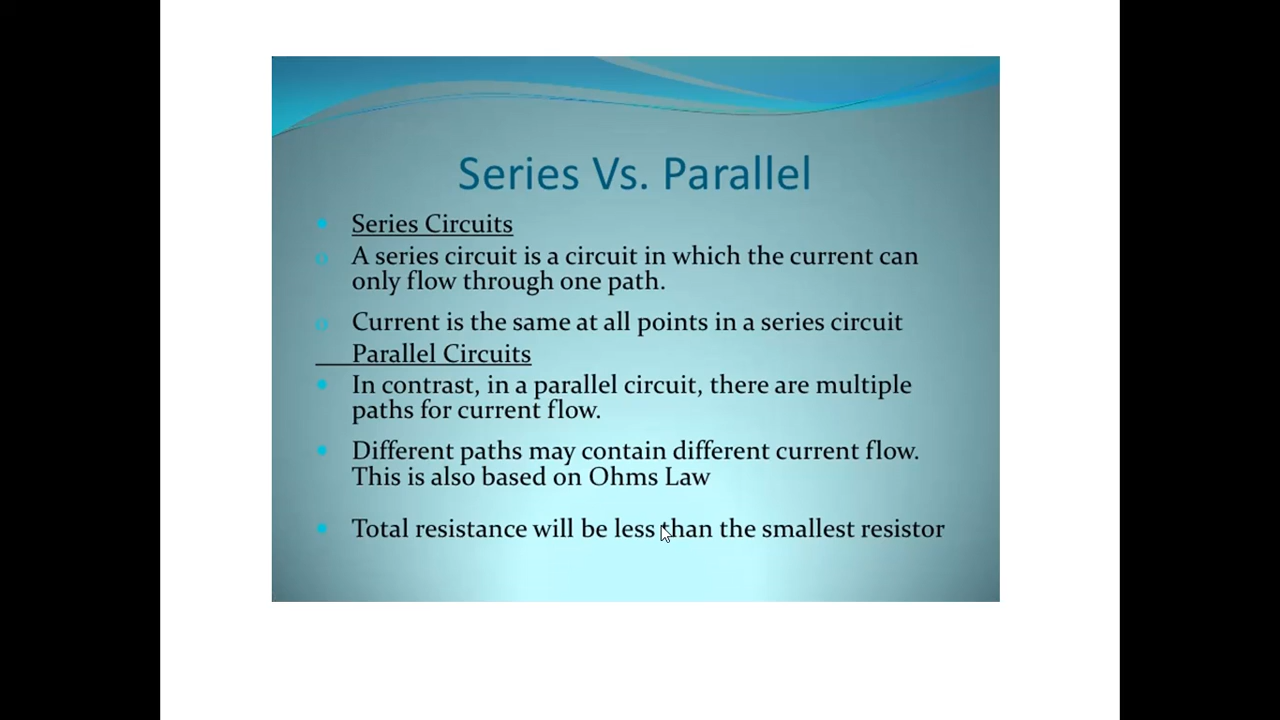 Series Vs. Parallel
Series Circuits
A series circuit is a circuit in which the current can
only flow through one path.
Current is the same at all points in a series circuit
Parallel Circuits
In contrast, in a parallel circuit, there are multiple
paths for current flow.
Different paths may contain different current flow.
This is also based on Ohms Law
Total resistance will be less than the smallest resistor